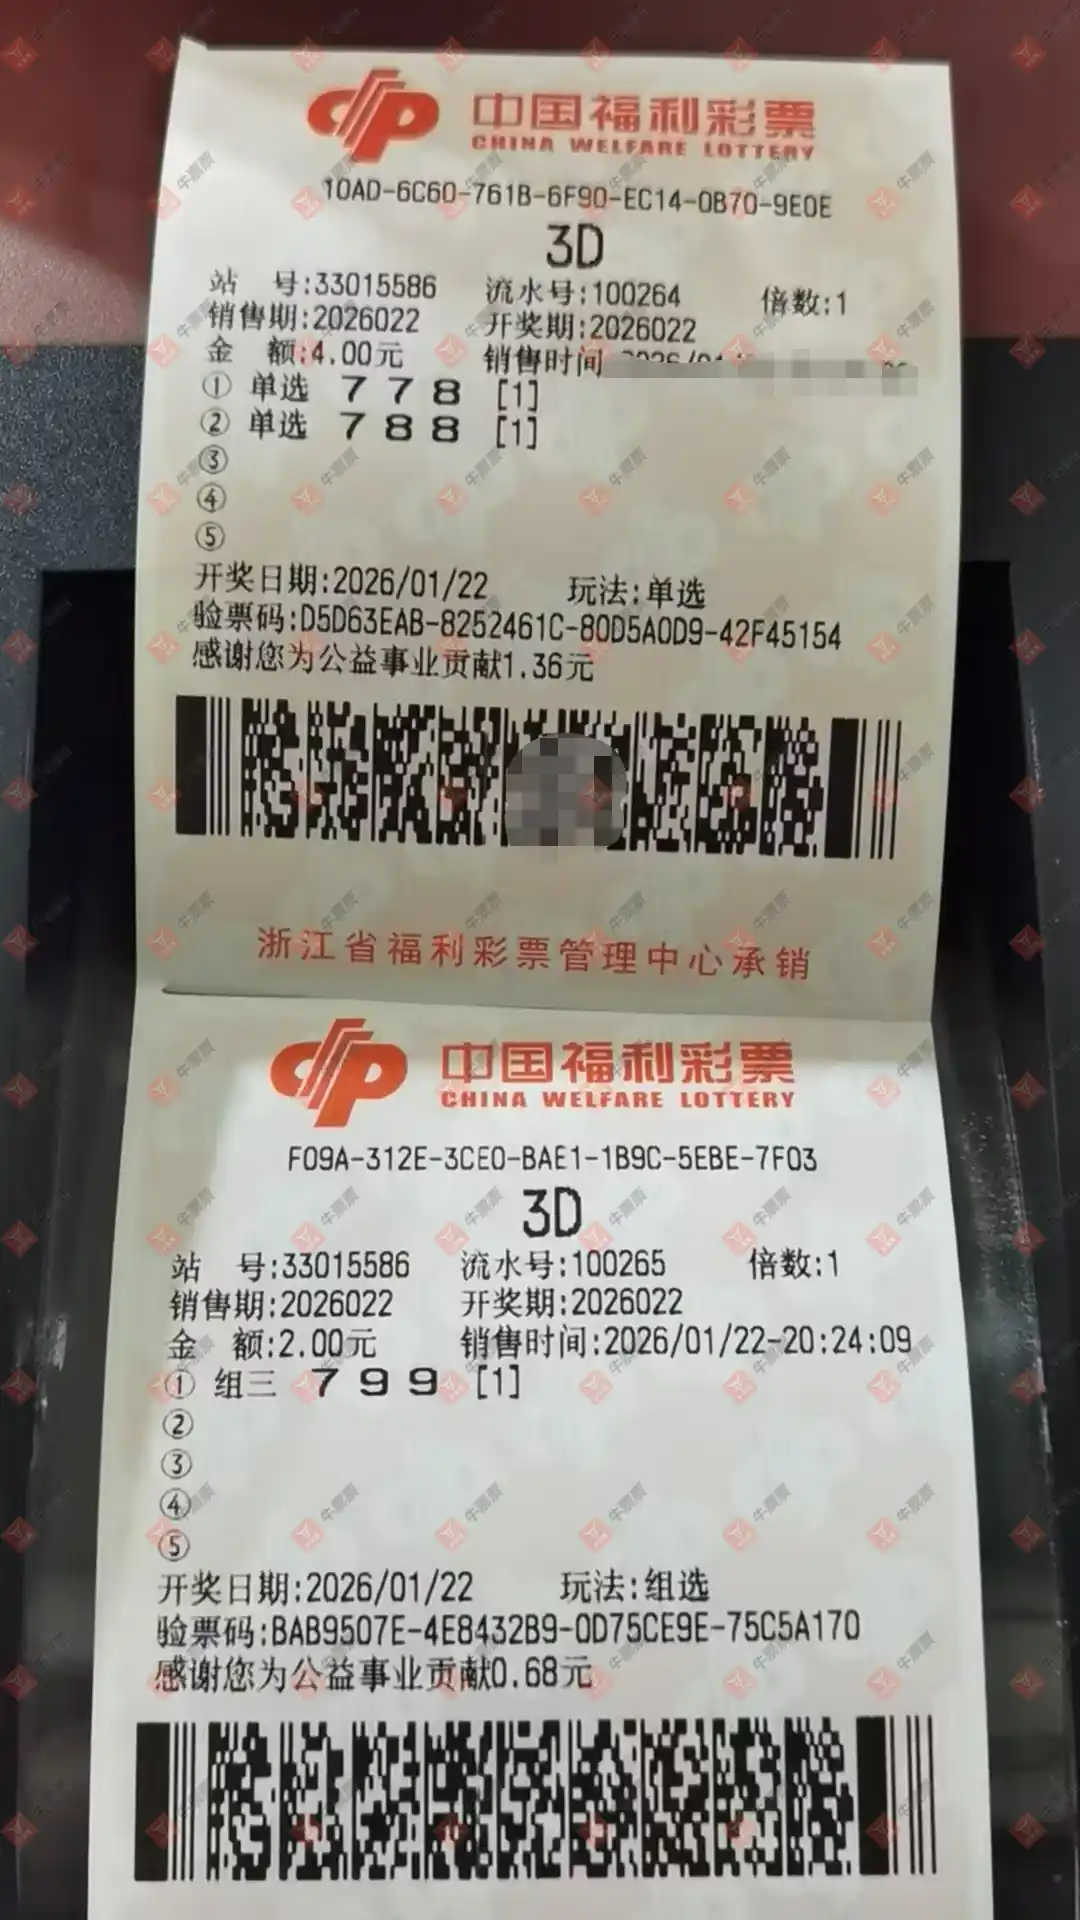 中国福利彩票
CHINA WELFARE LOTTERY
10AD-6C60-761B-6F90-EC14-0B70-9E0E
3D
站 号:33015586 流水号:100264 倍数:1
销售期:2026022 开奖期:2026022
金 额:4.00元 销售时间
① 单选 7 7 8 [1]
② 单选 7 8 8 [1]
③
④
⑤
开奖日期:2026/01/22 玩法:单选
验票码:D5D63EAB-8252461C-80D5A0D9-42F45154
感谢您为公益事业贡献1.36元
浙江省福利彩票管理中心承销
中国福利彩票
CHINA WELFARE LOTTERY
F09A-312E-3CE0-BAE1-1B9C-5EBE-7F03
3D
站 号:33015586 流水号:100265 倍数:1
销售期:2026022 开奖期:2026022
金 额:2.00元 销售时间:2026/01/22-20:24:09
① 组三 7 9 9 [1]
②
③
④
⑤
开奖日期:2026/01/22 玩法:组选
验票码:BAB9507E-4E8432B9-0D75CE9E-75C5A170
感谢您为公益事业贡献0.68元
牛票票